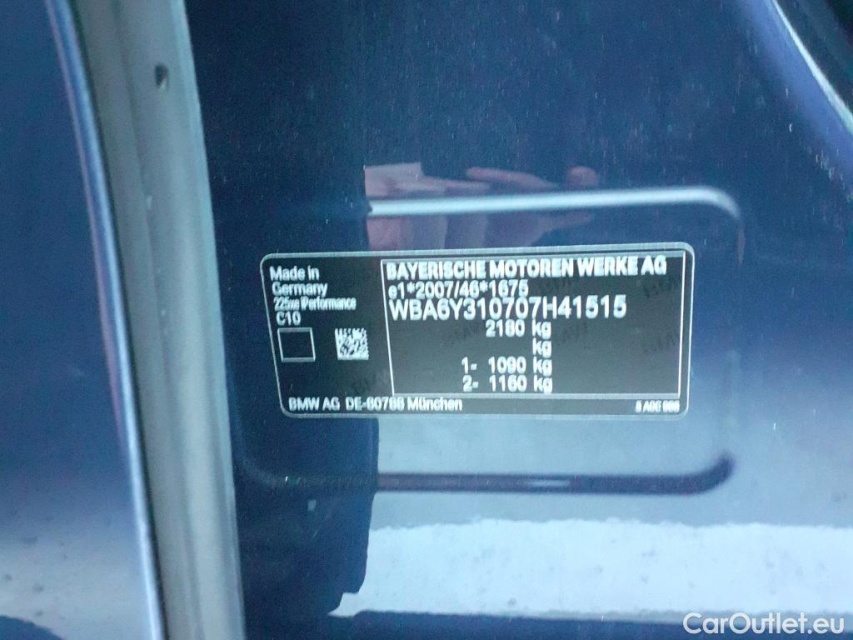 Made in
Germany
225xe iPerformance
C10
BAYERISCHE MOTOREN WERKE AG
e1*2007/46*1675
WBA6Y310707H41515
2180 kg
kg
1- 1090 kg
2- 1160 kg
BMW AG DE-80788 München
CarOutlet.eu